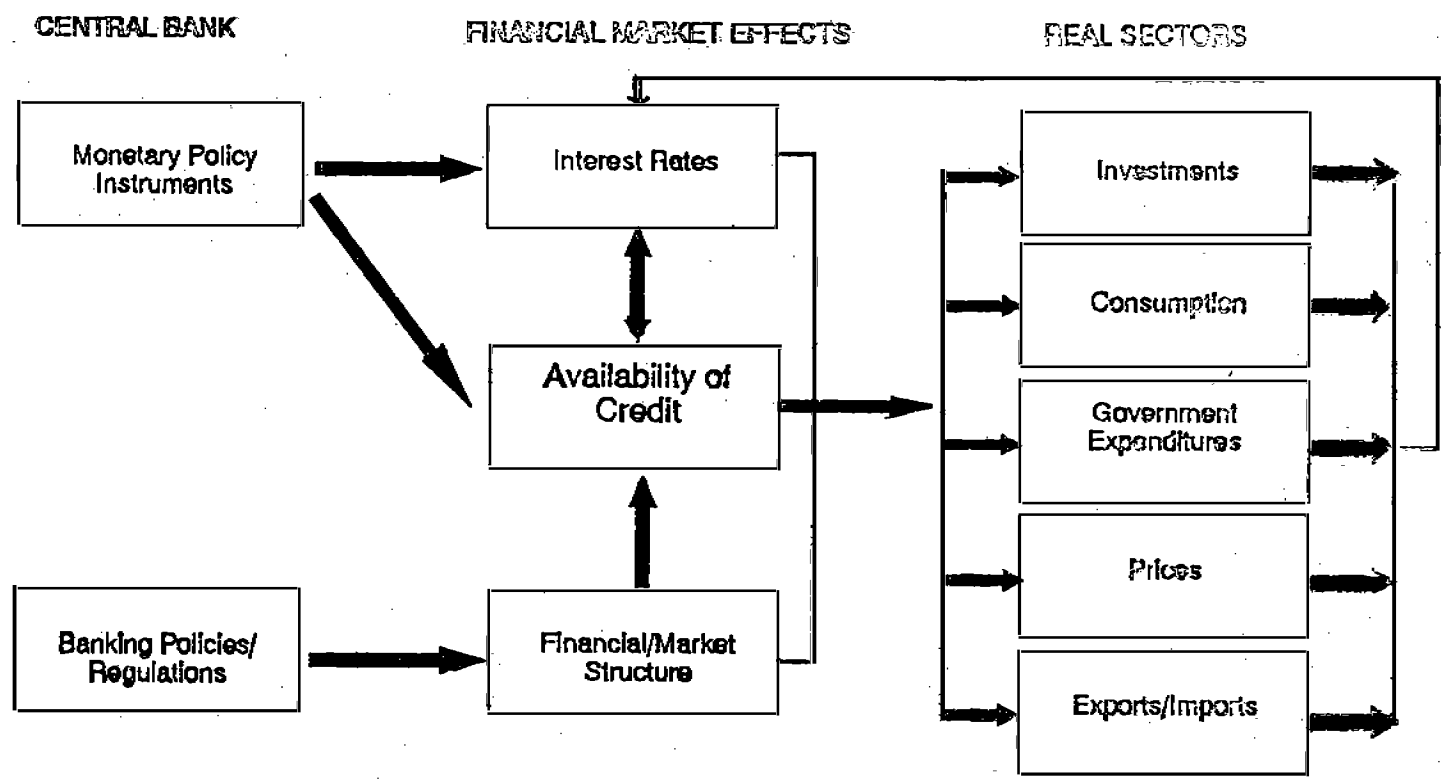 CENTRAL BANK
FINANCIAL MARKET EFFECTS
REAL SECTORS
Monetary Policy
Instruments
Interest Rates
Investments
Consumption
Availability of
Credit
Government
Expenditures
Prices
Banking Policies/
Regulations
Financial/Market
Structure
Exports/Imports